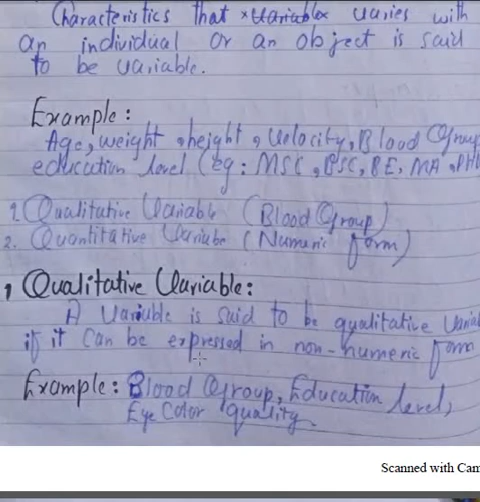 Characteristics that variable varies with
an individual or an object is said
to be variable.
Example:
Age, weight, height, velocity, Blood Group
education level (eg: MSC, BSC, BE, MA, PH
1. Qualitative Variable (Blood Group)
2. Quantitative Variabe (Numeric form)
1, Qualitative Variable:
A Variable is said to be qualitative Varia
if it can be expressed in non-numeric form
Example: Blood Group, Education level,
Eye Color quality.
Scanned with Cam